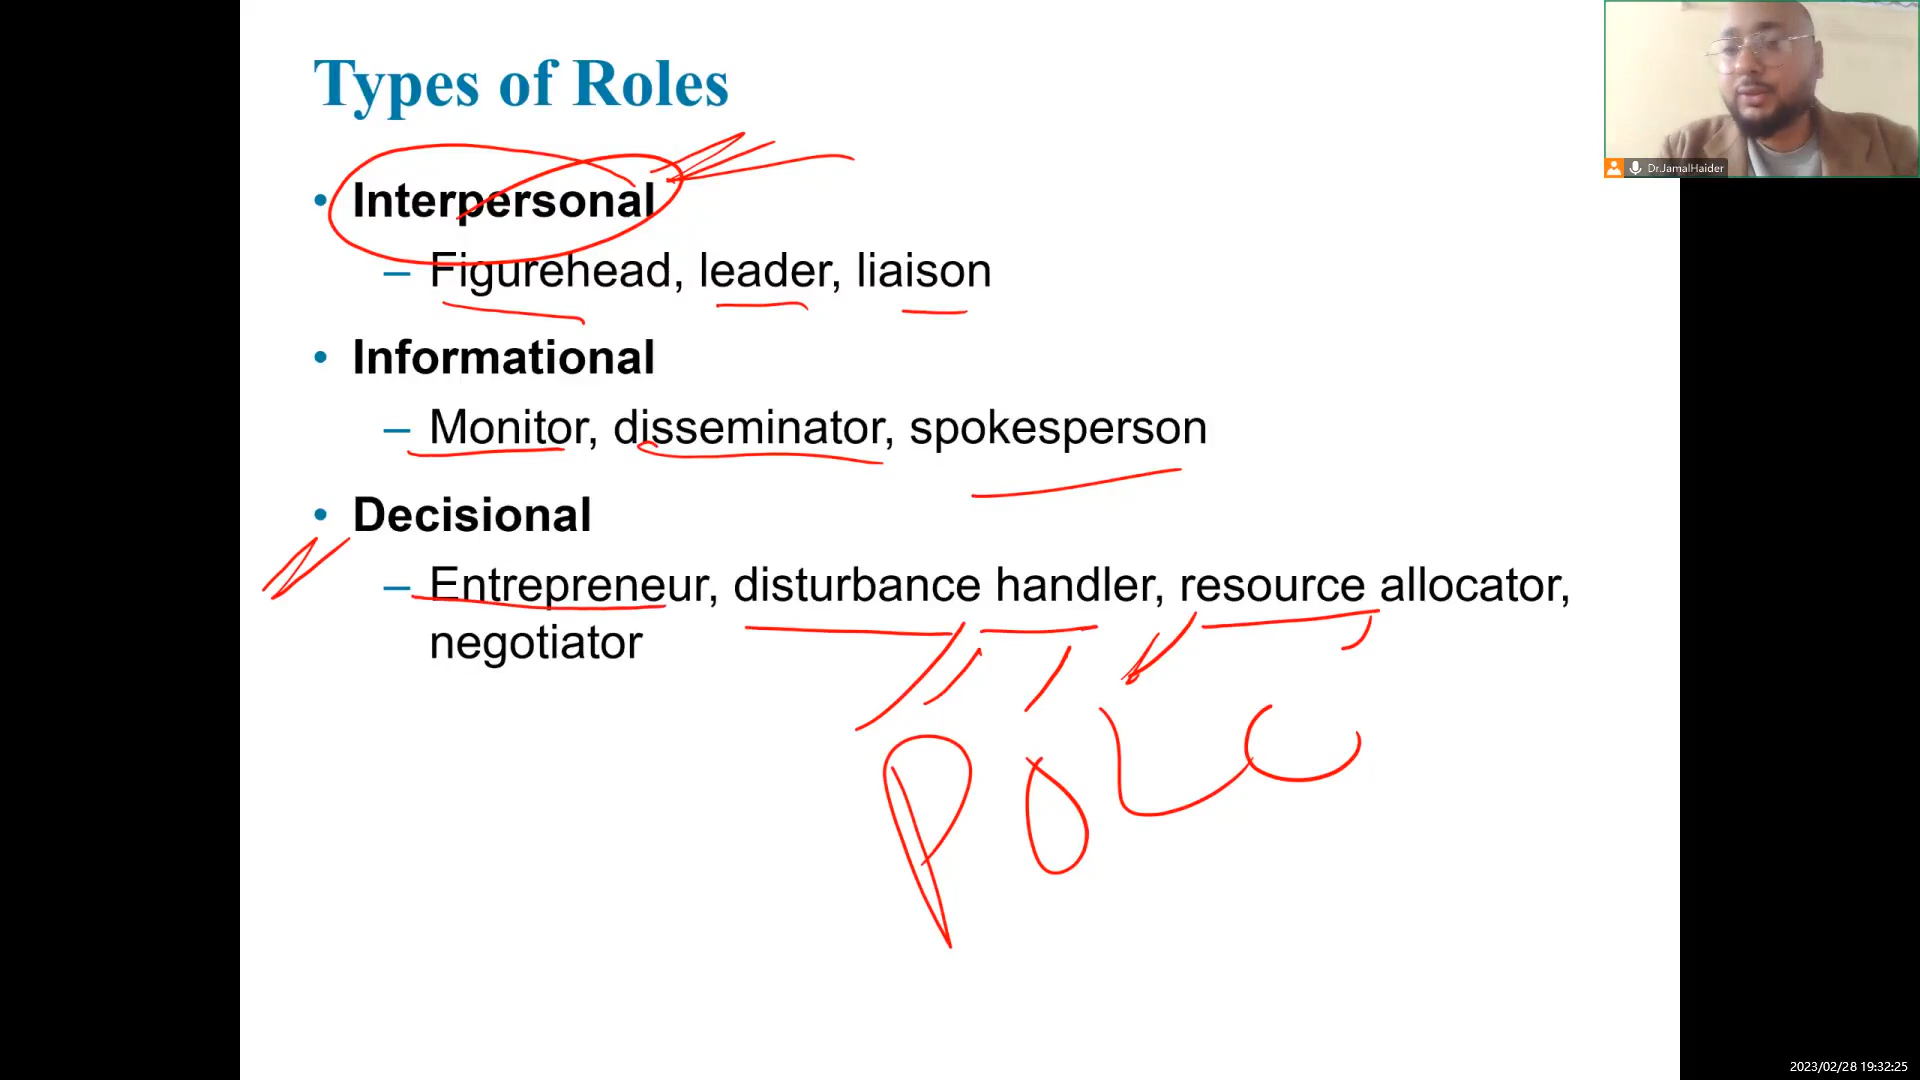 Types of Roles
Dr.JamalHaider
• Interpersonal
– Figurehead, leader, liaison
• Informational
– Monitor, disseminator, spokesperson
• Decisional
– Entrepreneur, disturbance handler, resource allocator,
negotiator
POLC
2023/02/28 19:32:25